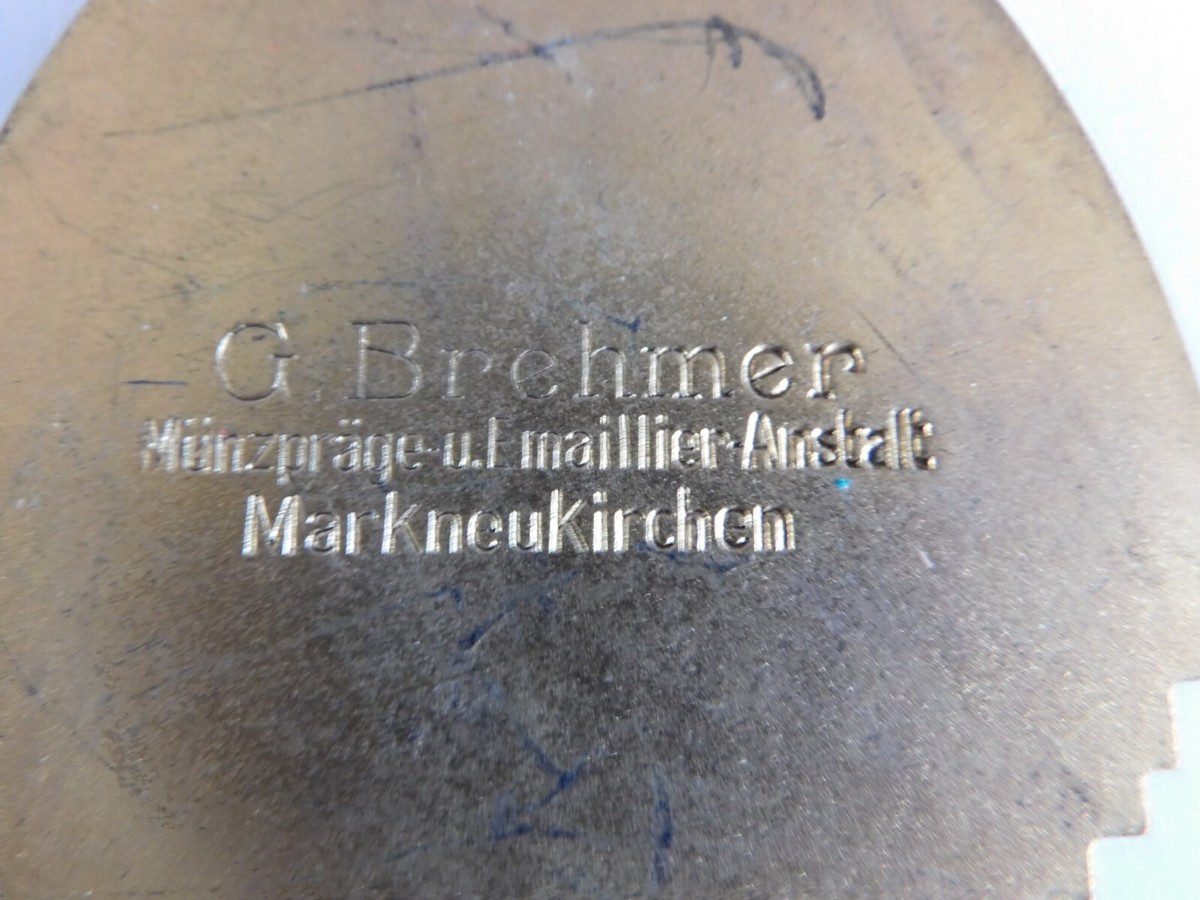 G. Brehmer
Münzpräge-u.Emaillier-Anstalt
Markneukirchen